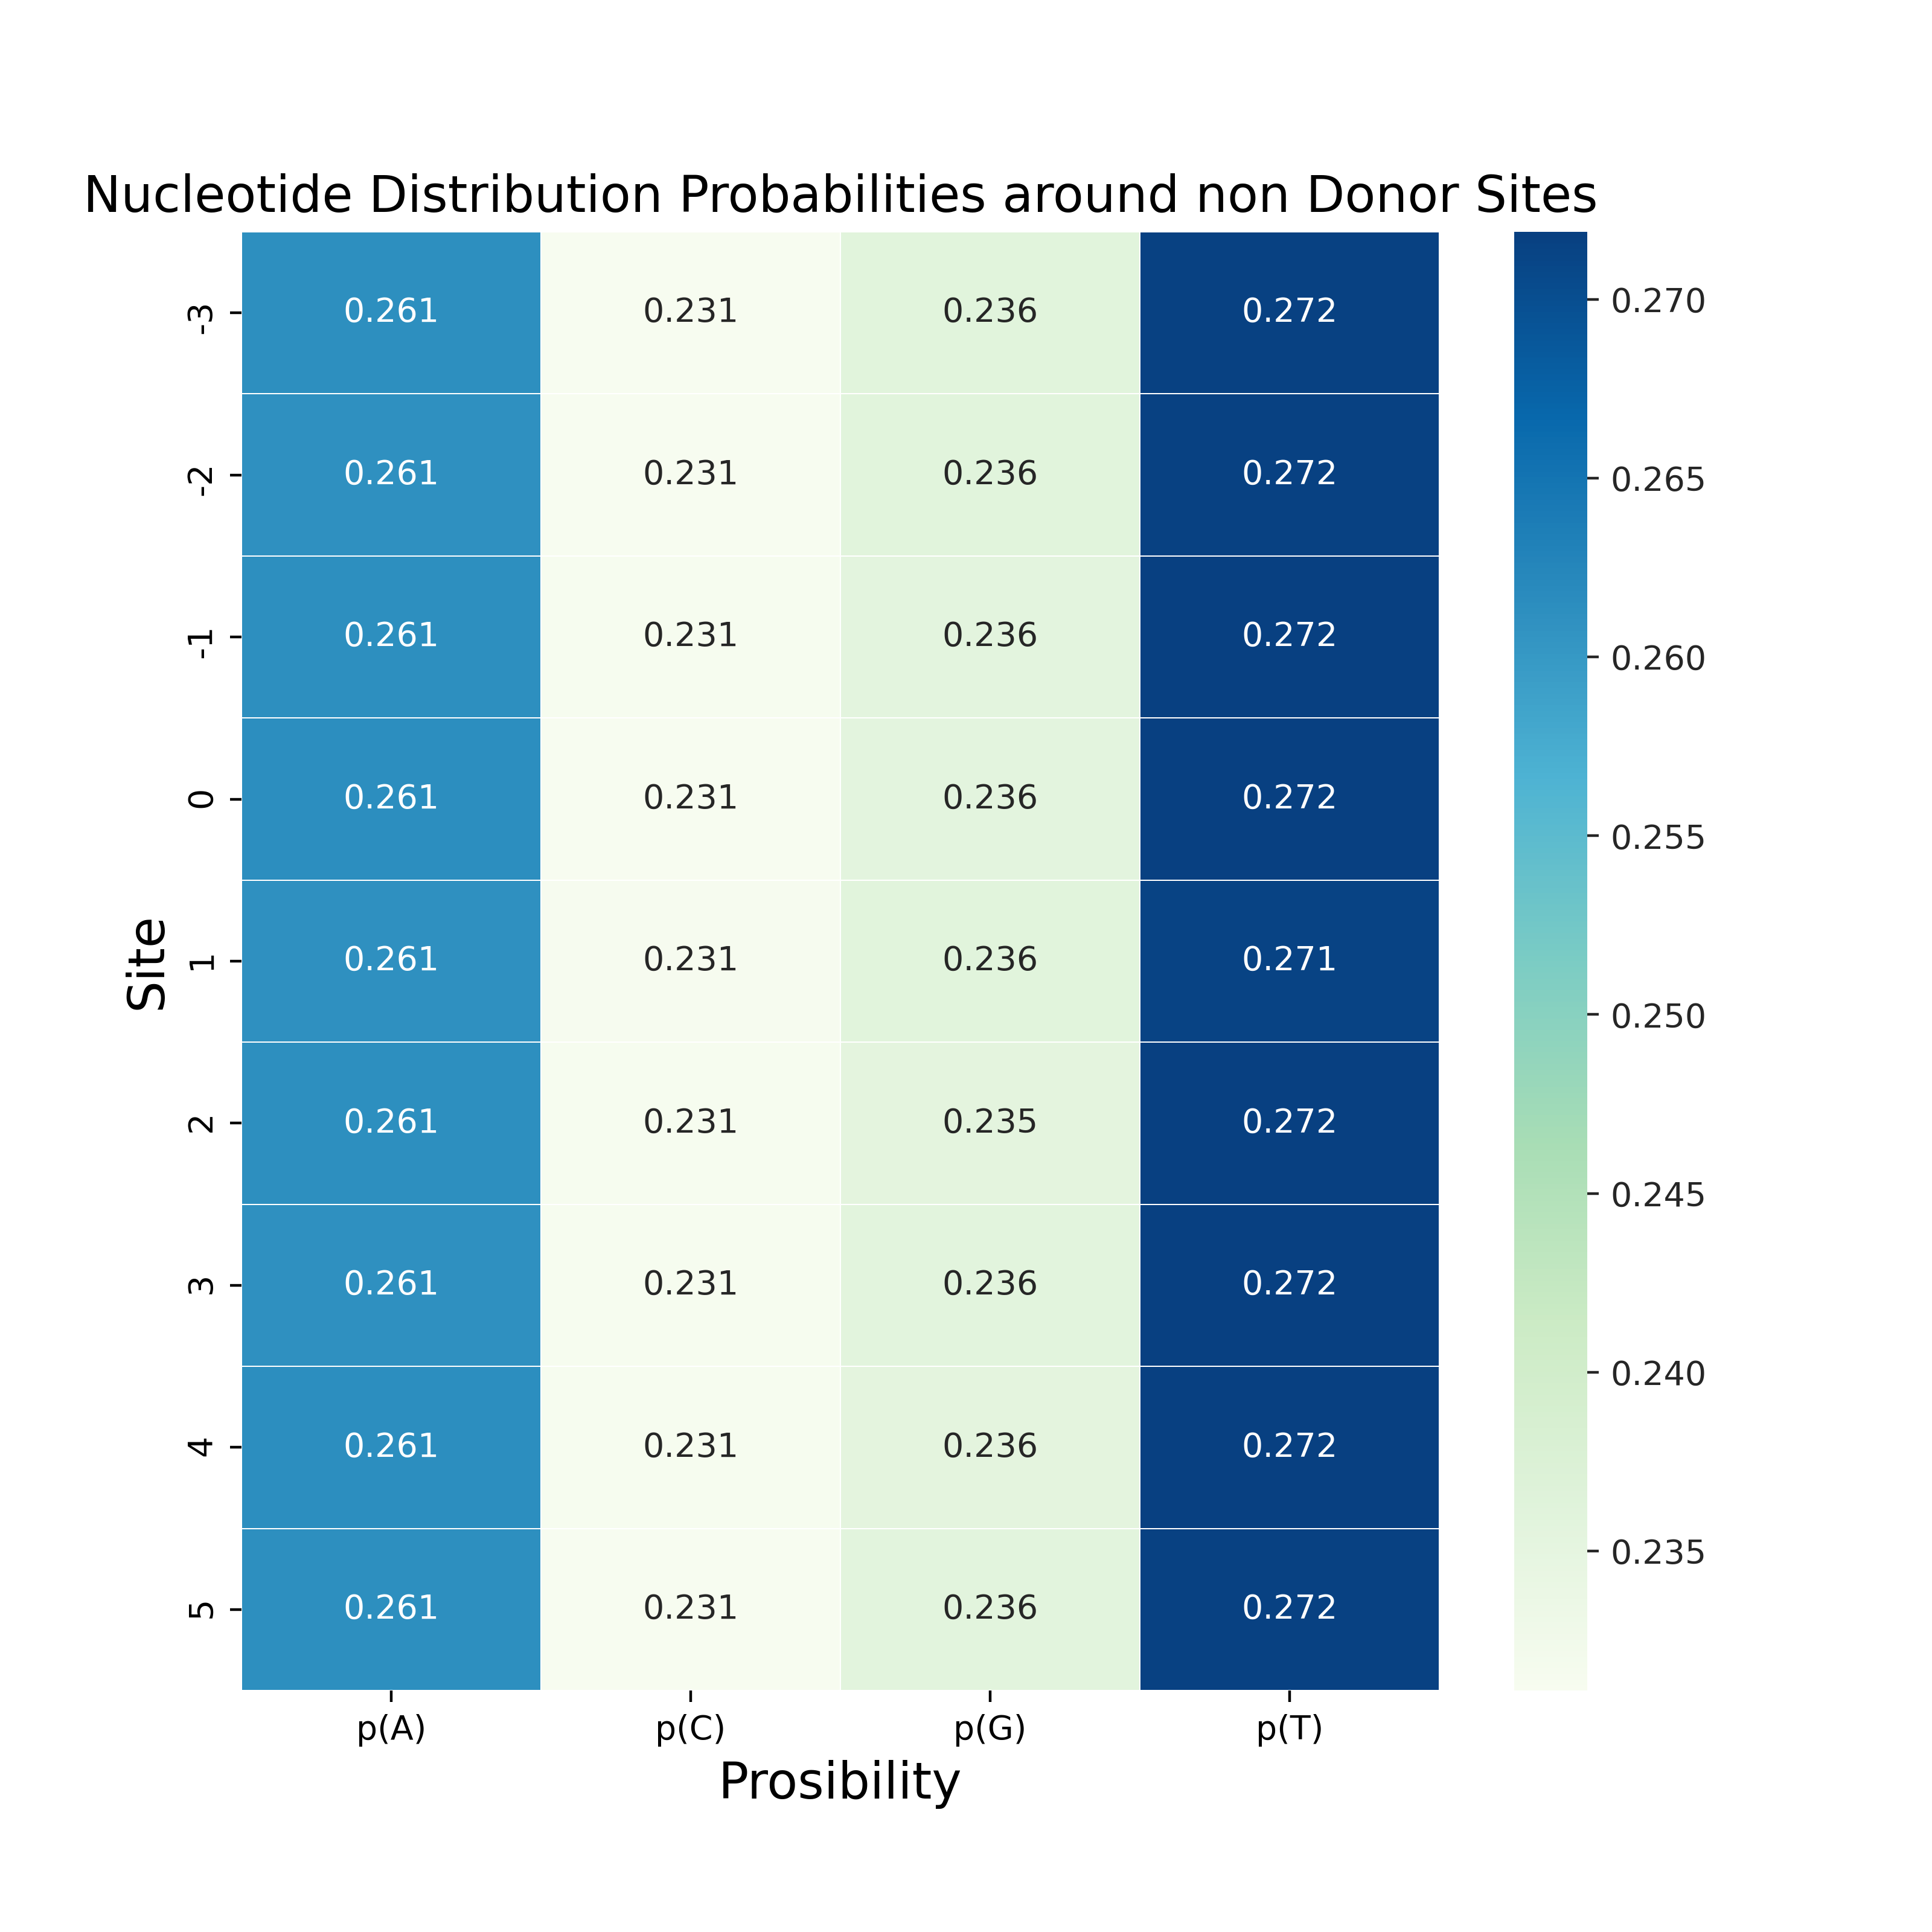 Nucleotide Distribution Probabilities around non Donor Sites
-3 0.261 0.231 0.236 0.272
-2 0.261 0.231 0.236 0.272
-1 0.261 0.231 0.236 0.272
0 0.261 0.231 0.236 0.272
1 0.261 0.231 0.236 0.271
2 0.261 0.231 0.235 0.272
3 0.261 0.231 0.236 0.272
4 0.261 0.231 0.236 0.272
5 0.261 0.231 0.236 0.272
Site
p(A) p(C) p(G) p(T)
Prosibility
0.270
0.265
0.260
0.255
0.250
0.245
0.240
0.235